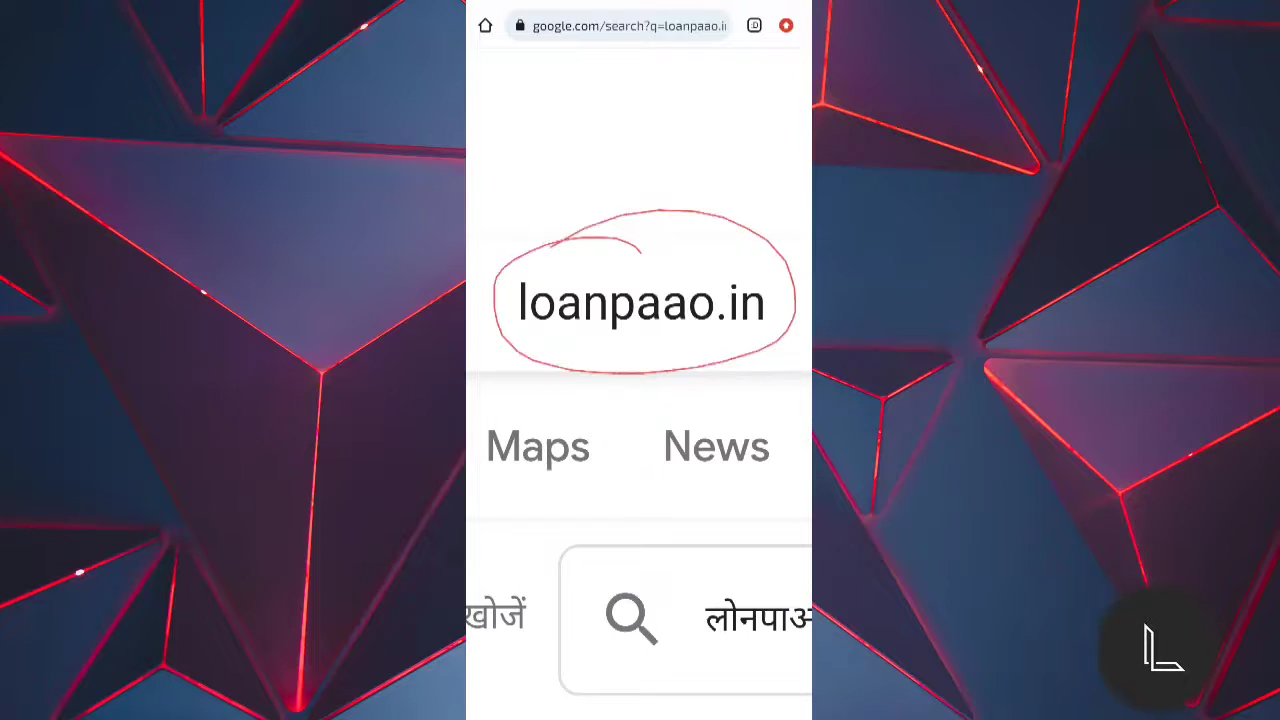 google.com/search?q=loanpaao.i
loanpaao.in
Maps News
खोजें
लोनपा